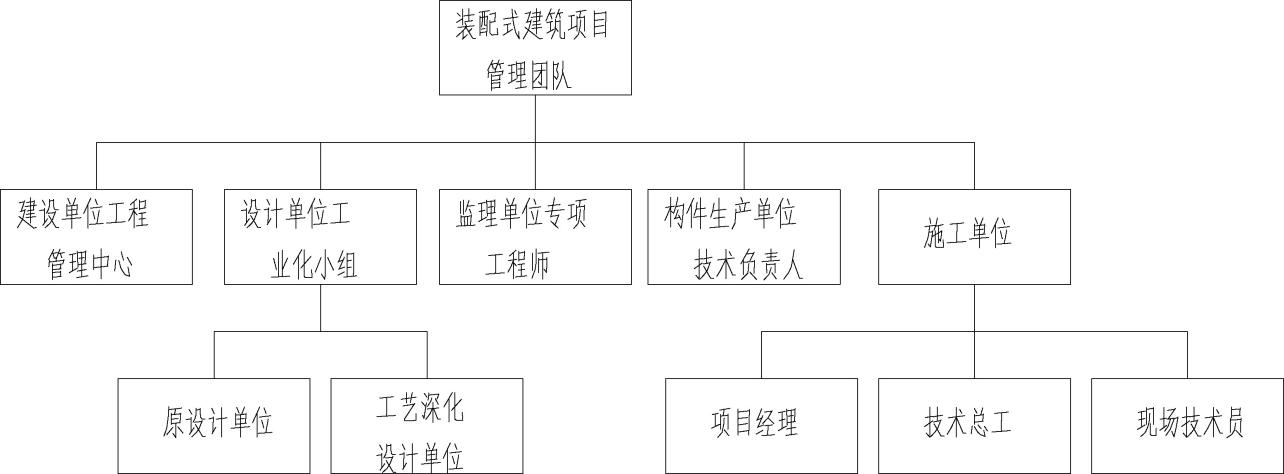 装配式建筑项目
管理团队
建设单位工程
管理中心
设计单位工
业化小组
监理单位专项
工程师
构件生产单位
技术负责人
施工单位
原设计单位
工艺深化
设计单位
项目经理
技术总工
现场技术员